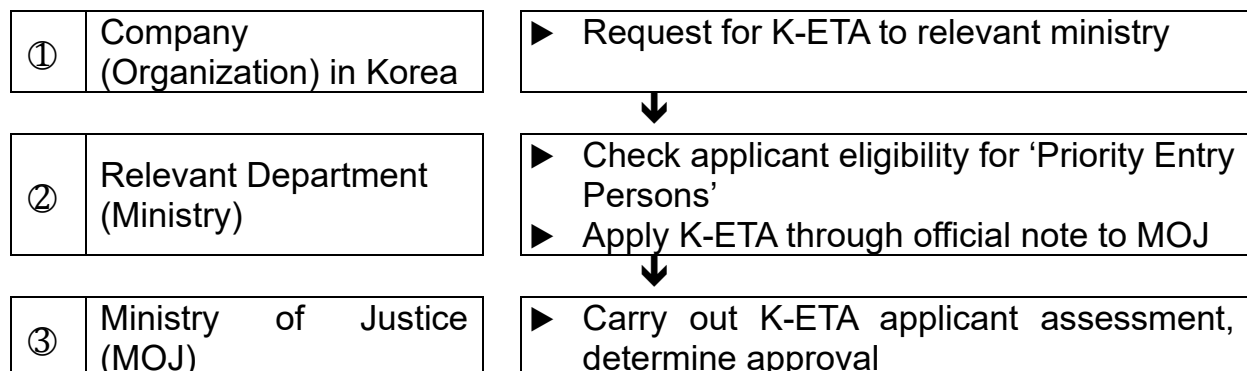 ①
Company
(Organization) in Korea
▶ Request for K-ETA to relevant ministry
②
Relevant Department
(Ministry)
▶ Check applicant eligibility for ‘Priority Entry
Persons’
▶ Apply K-ETA through official note to MOJ
③
Ministry of Justice
(MOJ)
▶ Carry out K-ETA applicant assessment,
determine approval